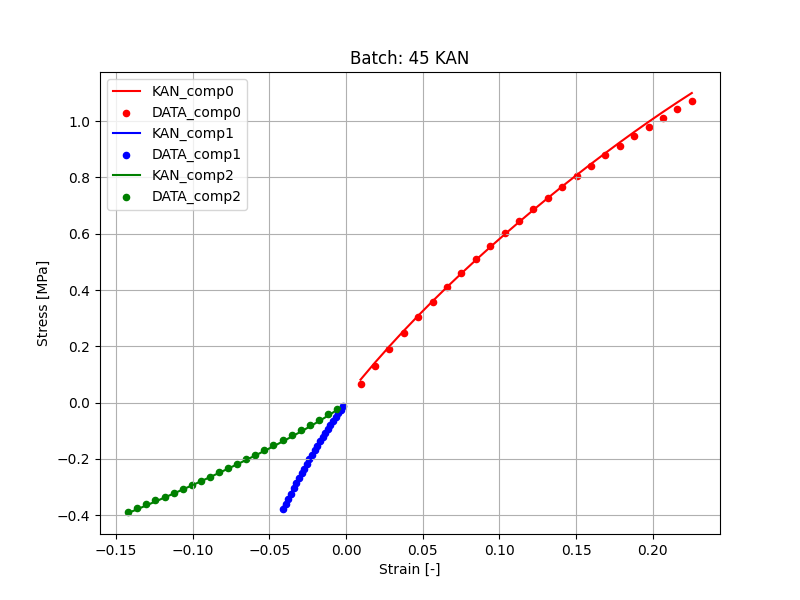 Batch: 45 KAN
KAN_comp0
DATA_comp0
KAN_comp1
DATA_comp1
KAN_comp2
DATA_comp2
Stress [MPa]
1.0
0.8
0.6
0.4
0.2
0.0
−0.2
−0.4
−0.15 −0.10 −0.05 0.00 0.05 0.10 0.15 0.20
Strain [-]